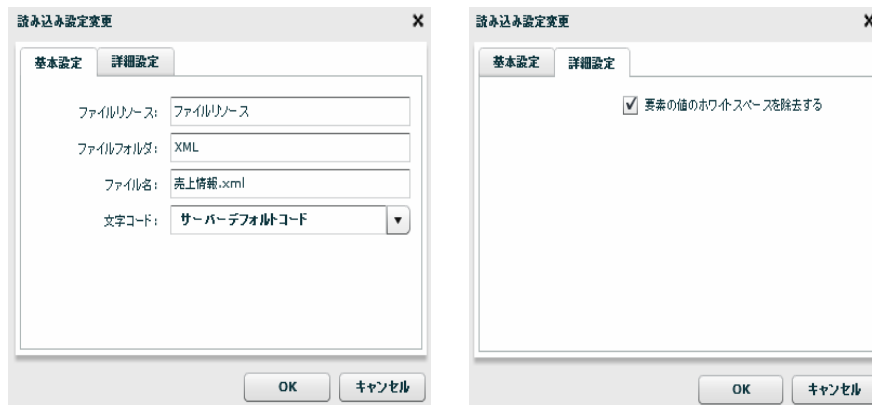 読み込み設定変更
基本設定 詳細設定
ファイルリソース: ファイルリソース
ファイルフォルダ: XML
ファイル名: 売上情報.xml
文字コード: サーバーデフォルトコード
OK キャンセル
読み込み設定変更
基本設定 詳細設定
要素の値のホワイトスペースを除去する
OK キャンセル